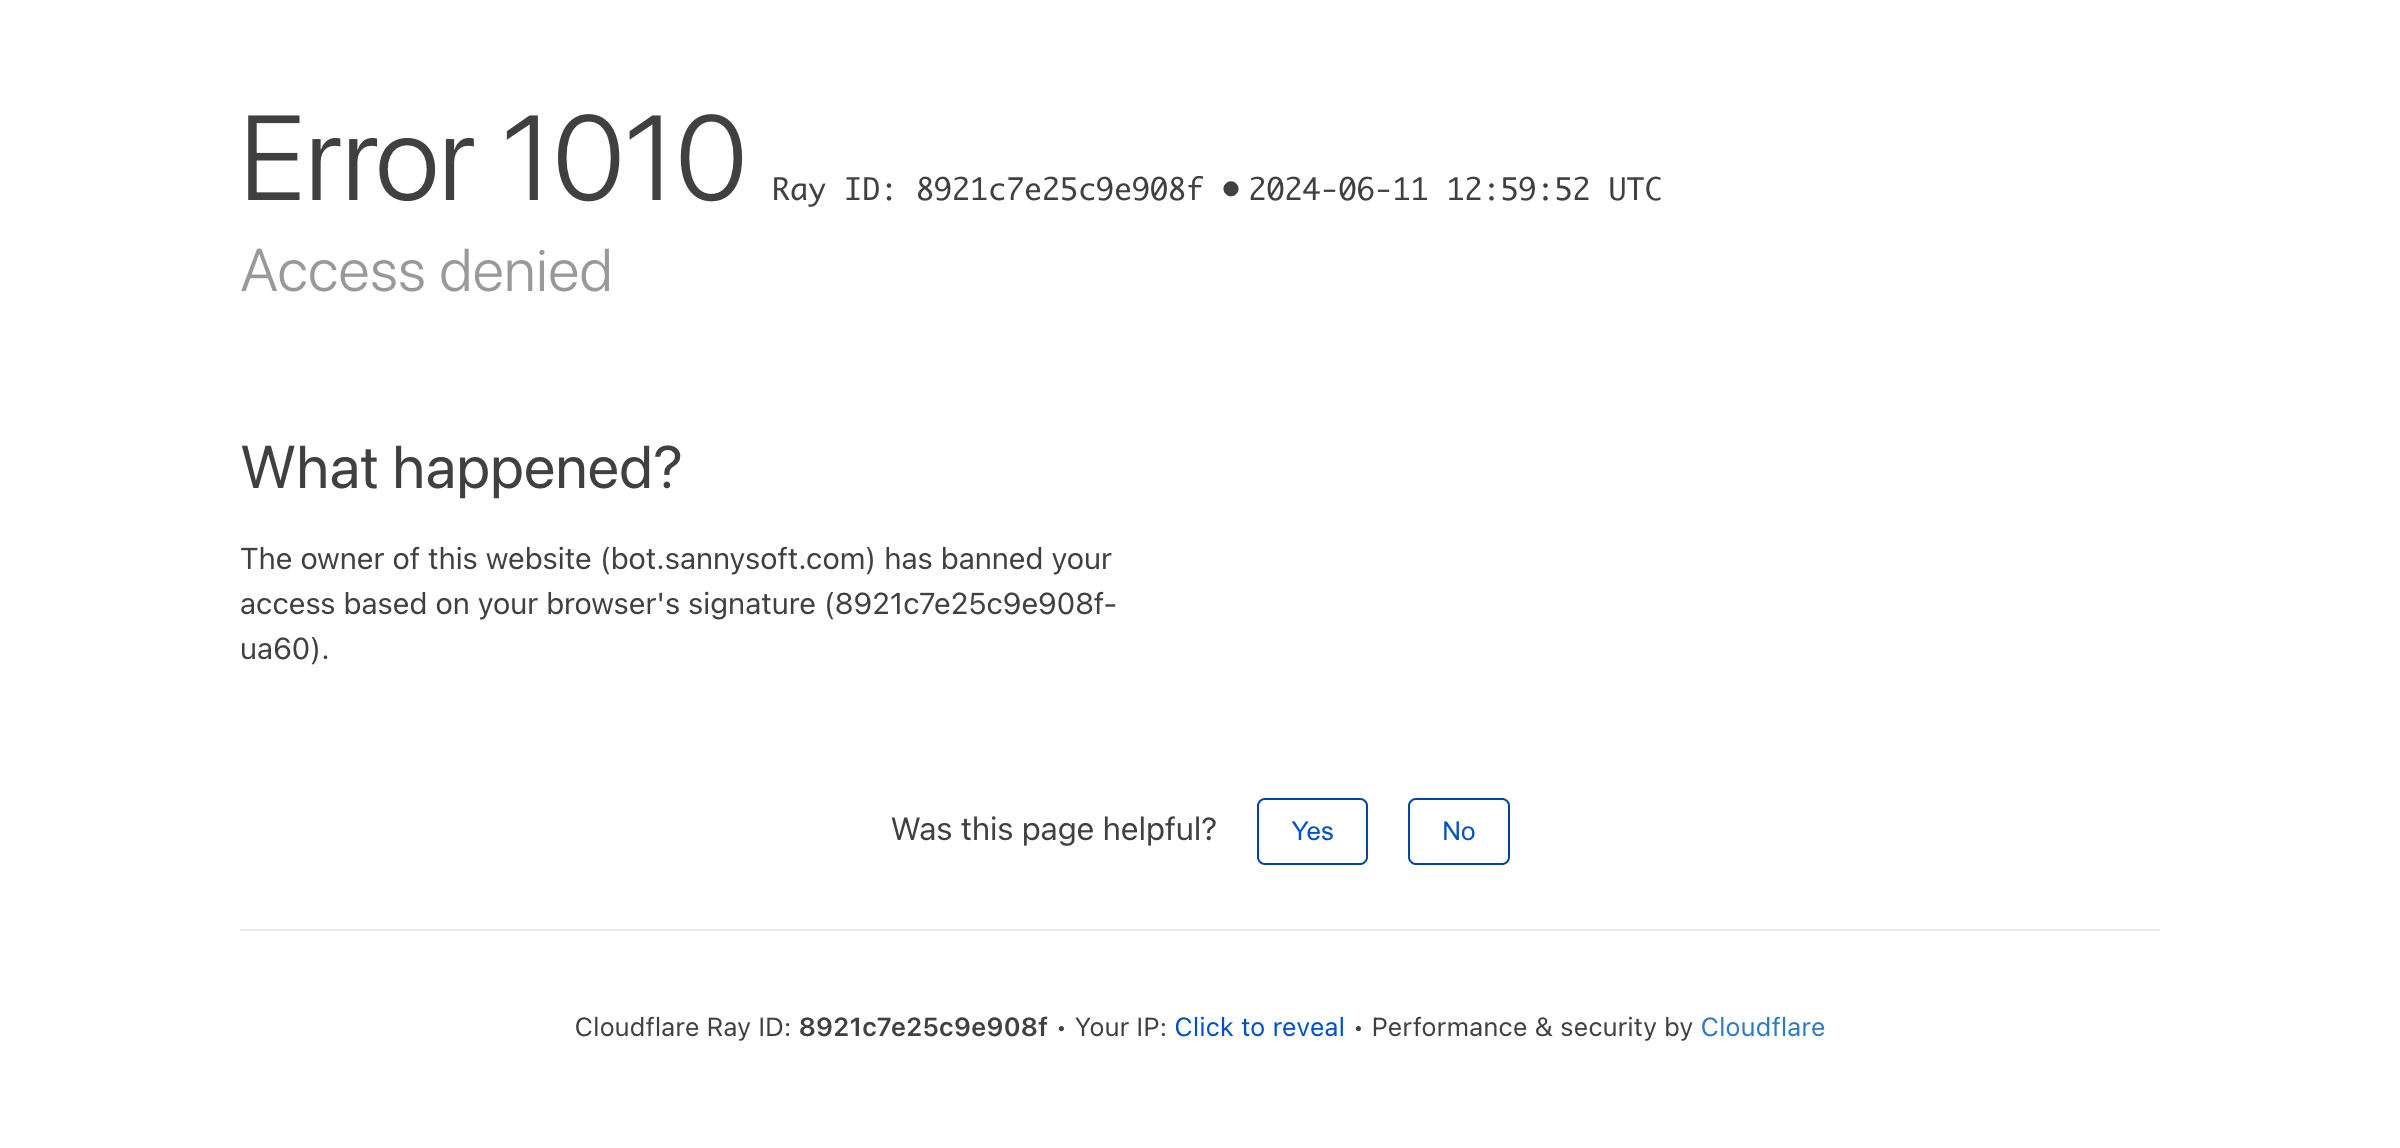 Error 1010 Ray ID: 8921c7e25c9e908f • 2024-06-11 12:59:52 UTC
Access denied
What happened?
The owner of this website (bot.sannysoft.com) has banned your
access based on your browser's signature (8921c7e25c9e908f-
ua60).
Was this page helpful? Yes No
Cloudflare Ray ID: 8921c7e25c9e908f • Your IP: Click to reveal • Performance & security by Cloudflare